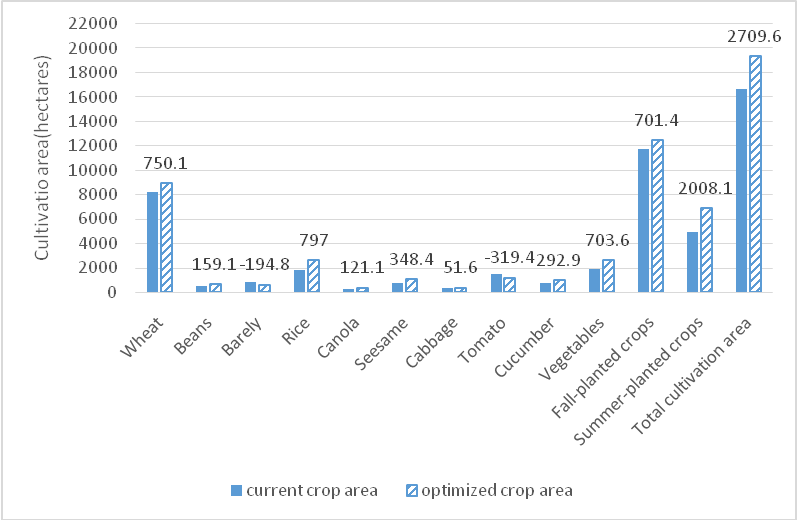 Cultivatio area(hectares)
22000
20000
18000
16000
14000
12000
10000
8000
6000
4000
2000
0
750.1
159.1
-194.8
797
121.1
348.4
51.6
-319.4
292.9
703.6
701.4
2008.1
2709.6
Wheat
Beans
Barely
Rice
Canola
Seesame
Cabbage
Tomato
Cucumber
Vegetables
Fall-planted crops
Summer-planted crops
Total cultivation area
current crop area
optimized crop area